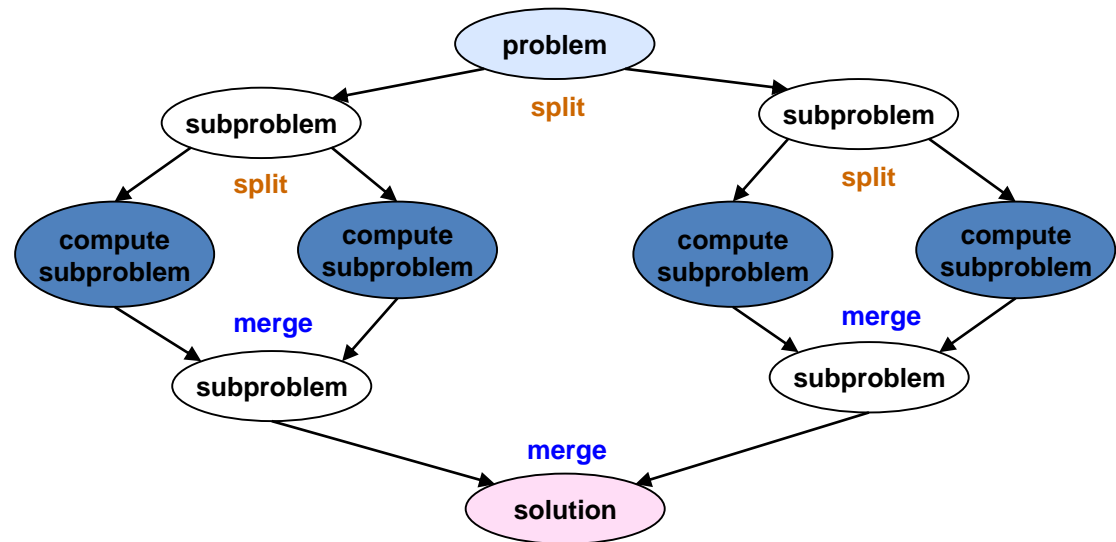 problem
split
subproblem
subproblem
split
split
compute
subproblem
compute
subproblem
compute
subproblem
compute
subproblem
merge
merge
subproblem
subproblem
merge
solution